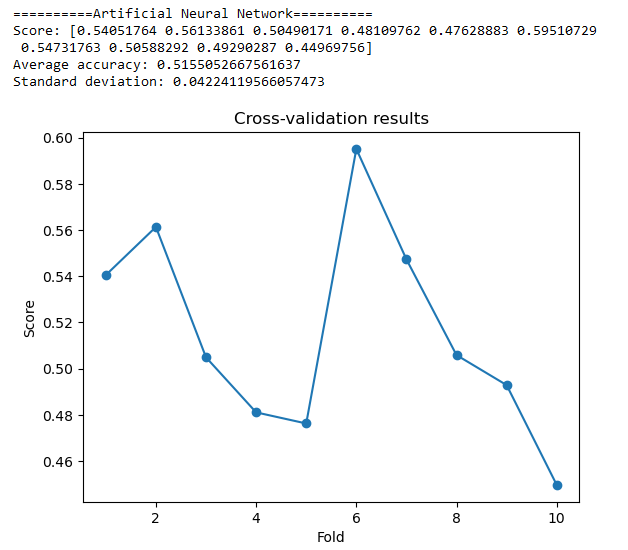 ==========Artificial Neural Network==========
Score: [0.54051764 0.56133861 0.50490171 0.48109762 0.47628883 0.59510729
 0.54731763 0.50588292 0.49290287 0.44969756]
Average accuracy: 0.5155052667561637
Standard deviation: 0.04224119566057473
Cross-validation results
0.60
0.58
0.56
0.54
0.52
0.50
0.48
0.46
Score
2 4 6 8 10
Fold